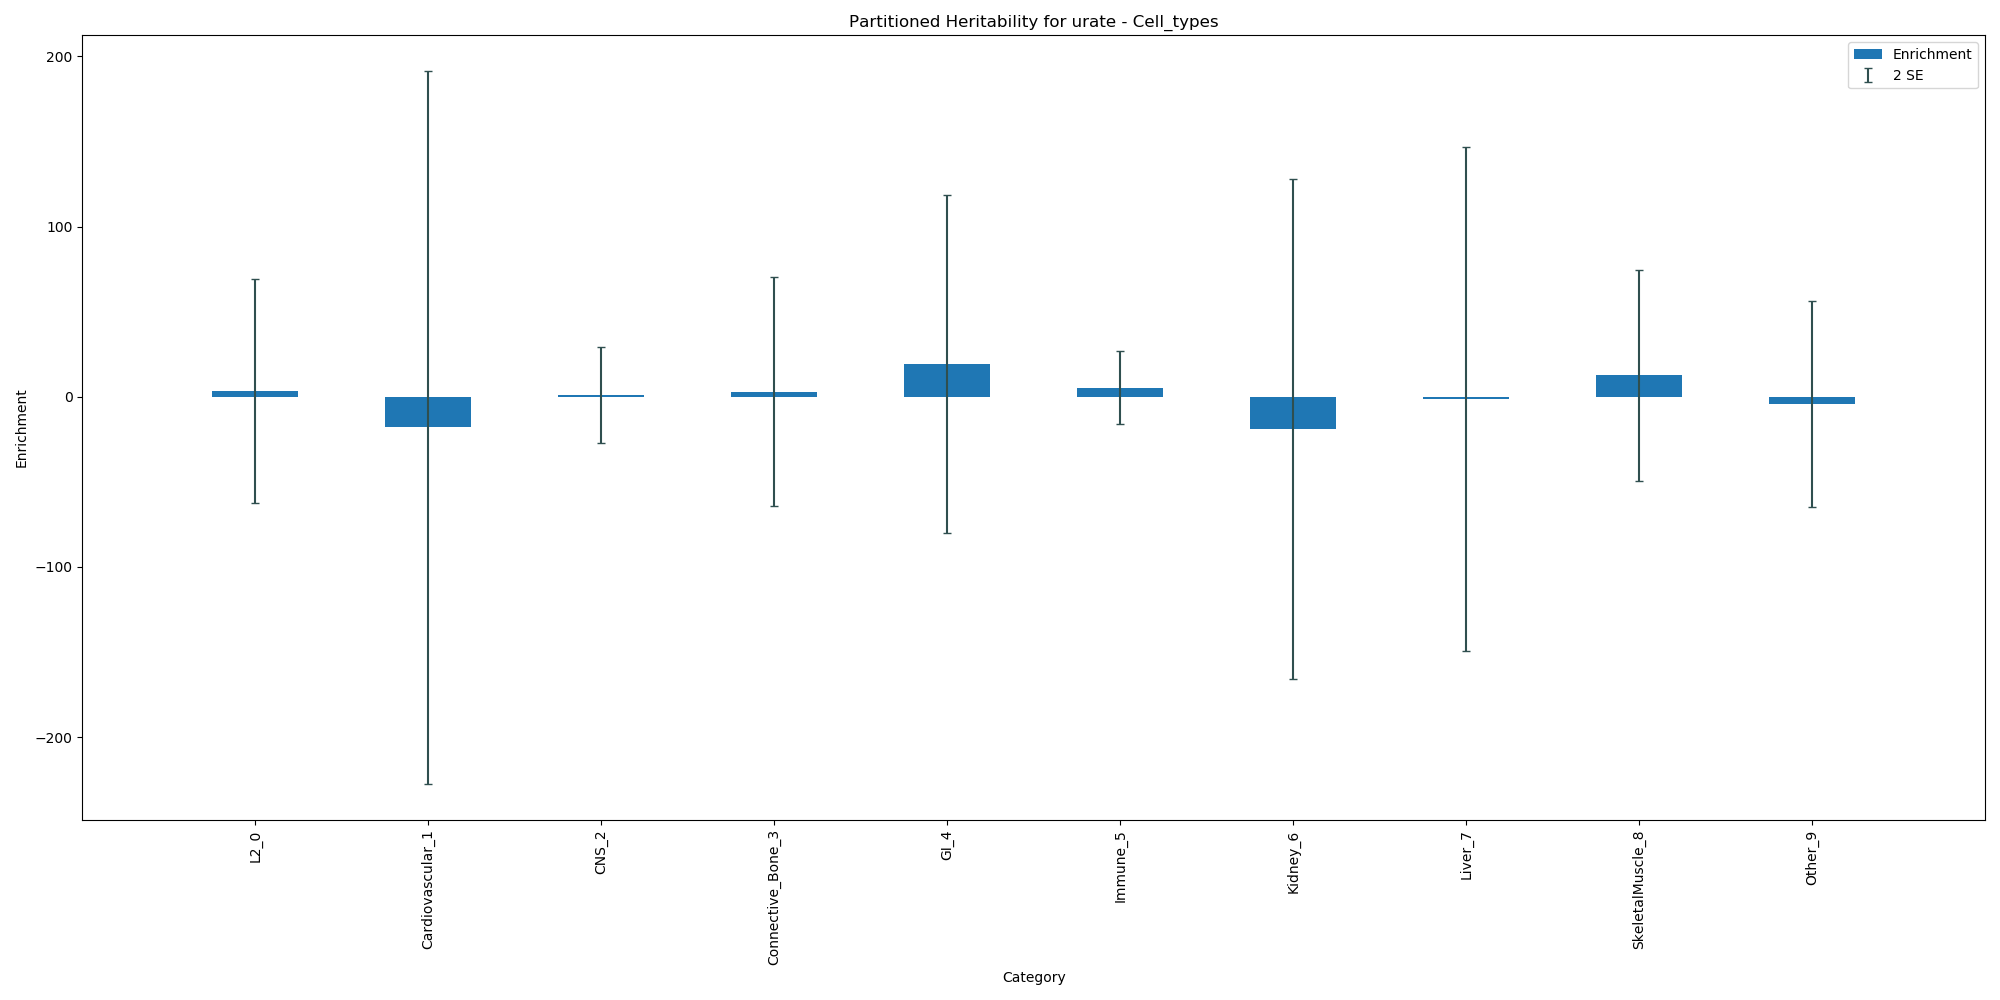 Partitioned Heritability for urate - Cell_types
Enrichment
2 SE
200
100
0
−100
−200
Enrichment
L2_0
Cardiovascular_1
CNS_2
Connective_Bone_3
GI_4
Immune_5
Kidney_6
Liver_7
SkeletalMuscle_8
Other_9
Category